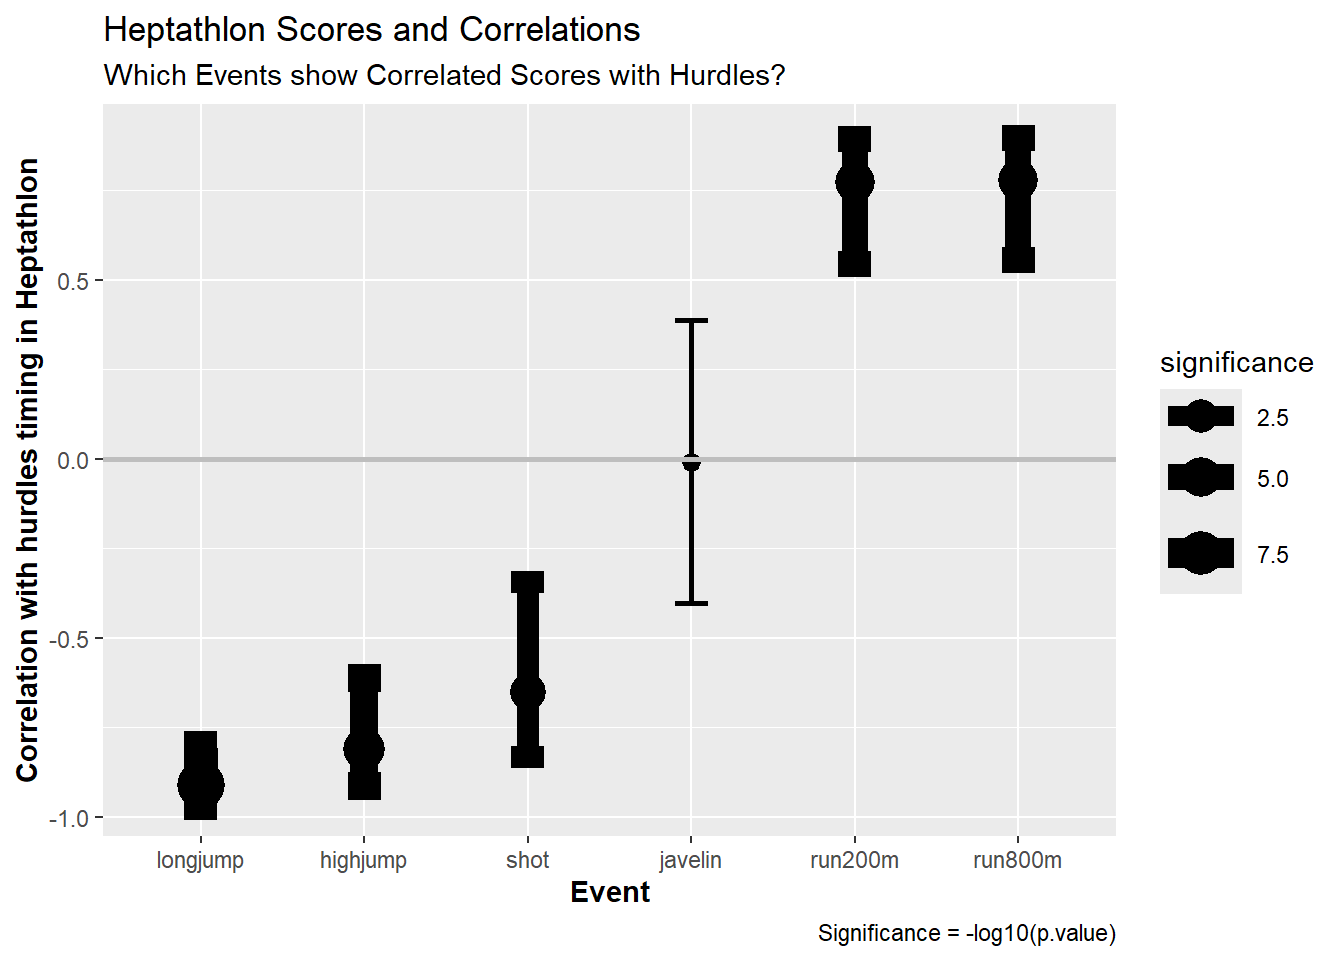 Heptathlon Scores and Correlations
Which Events show Correlated Scores with Hurdles?
Correlation with hurdles timing in Heptathlon
0.5
0.0
-0.5
-1.0
longjump
highjump
shot
javelin
run200m
run800m
Event
significance
2.5
5.0
7.5
Significance = -log10(p.value)